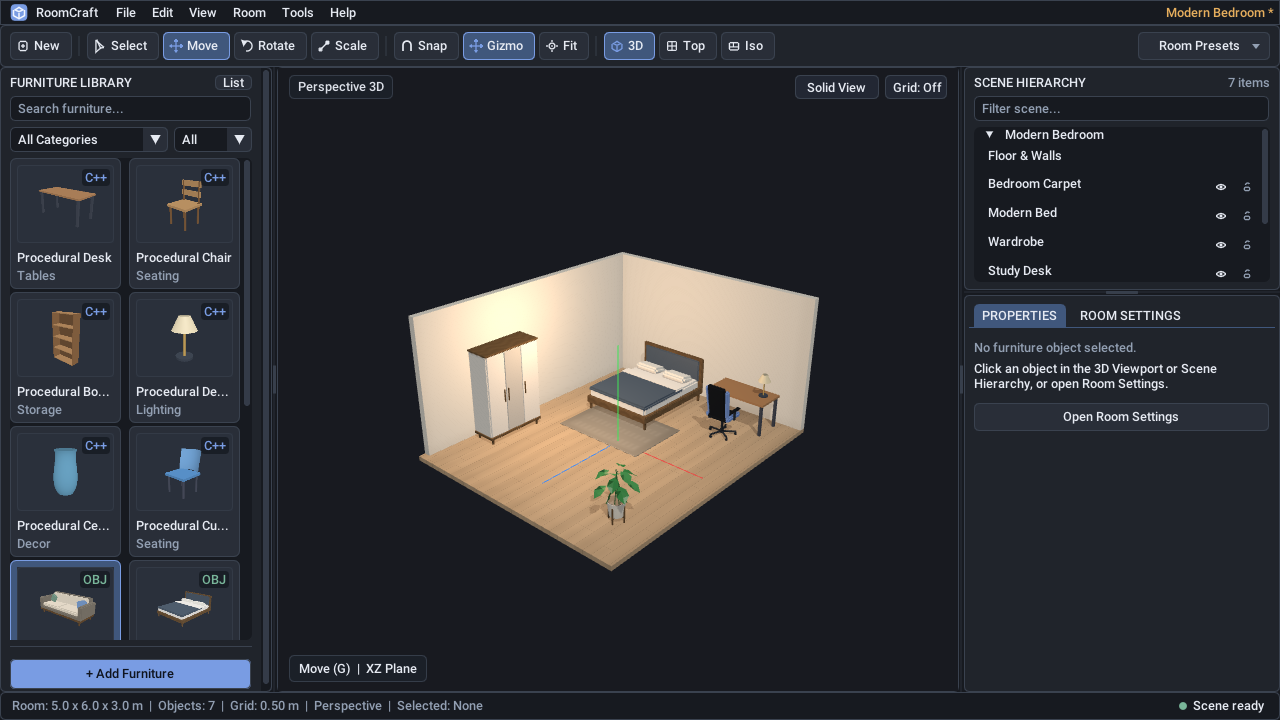 RoomCraft File Edit View Room Tools Help Modern Bedroom *
New Select Move Rotate Scale Snap Gizmo Fit 3D Top Iso Room Presets
FURNITURE LIBRARY List
Search furniture...
All Categories All
C++ C++
Procedural Desk Procedural Chair
Tables Seating
C++ C++
Procedural Bo... Procedural De...
Storage Lighting
C++ C++
Procedural Ce... Procedural Cu...
Decor Seating
OBJ OBJ
+ Add Furniture
Perspective 3D Solid View Grid: Off
Move (G) | XZ Plane
SCENE HIERARCHY 7 items
Filter scene...
Modern Bedroom
Floor & Walls
Bedroom Carpet
Modern Bed
Wardrobe
Study Desk
PROPERTIES ROOM SETTINGS
No furniture object selected.
Click an object in the 3D Viewport or Scene
Hierarchy, or open Room Settings.
Open Room Settings
Room: 5.0 x 6.0 x 3.0 m | Objects: 7 | Grid: 0.50 m | Perspective | Selected: None Scene ready